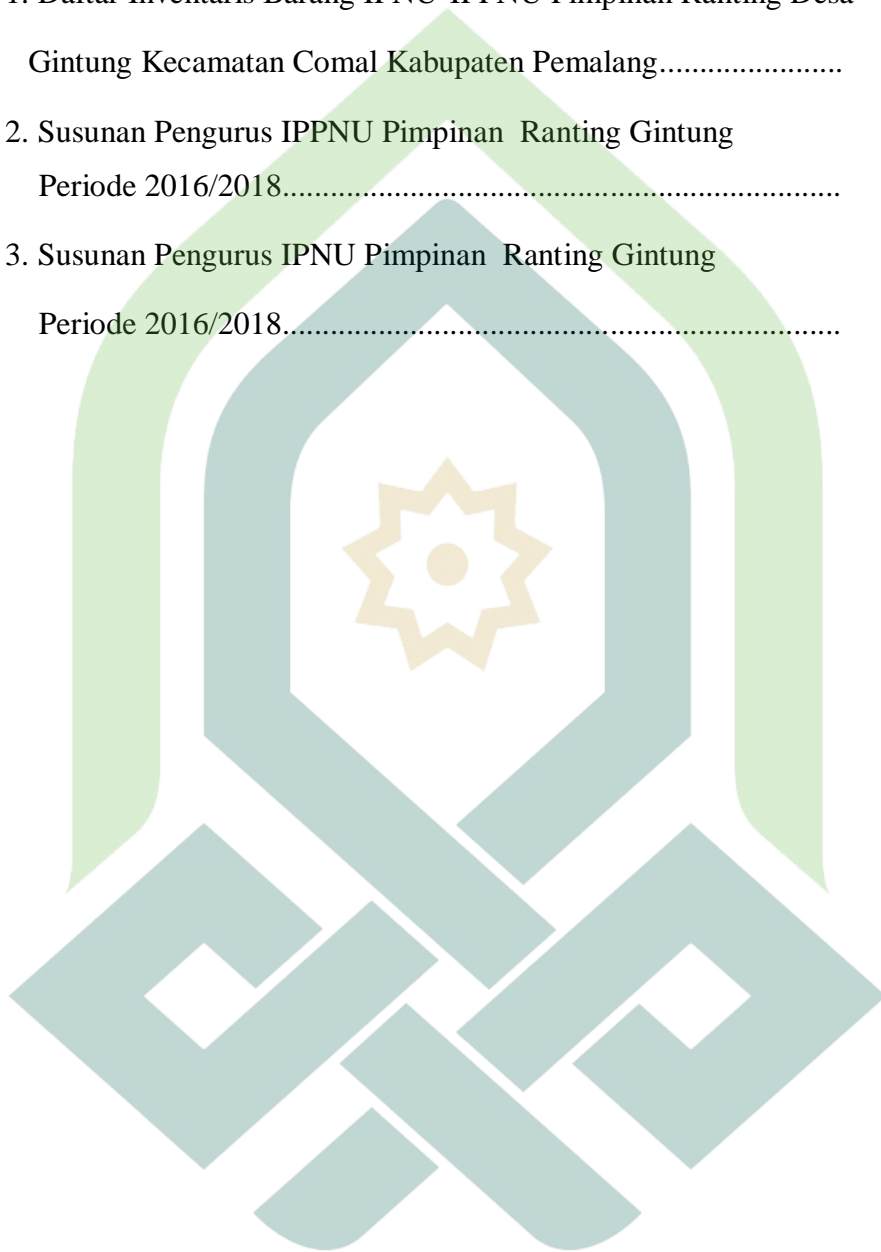 1. Daftar Inventaris Barang IPNU-IPPNU Pimpinan Ranting Desa
Gintung Kecamatan Comal Kabupaten Pemalang......................
2. Susunan Pengurus IPPNU Pimpinan Ranting Gintung
Periode 2016/2018...................................................................
3. Susunan Pengurus IPNU Pimpinan Ranting Gintung
Periode 2016/2018...................................................................